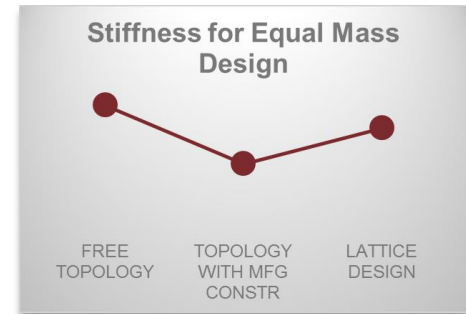 Stiffness for Equal Mass
Design
FREE
TOPOLOGY
TOPOLOGY
WITH MFG
CONSTR
LATTICE
DESIGN